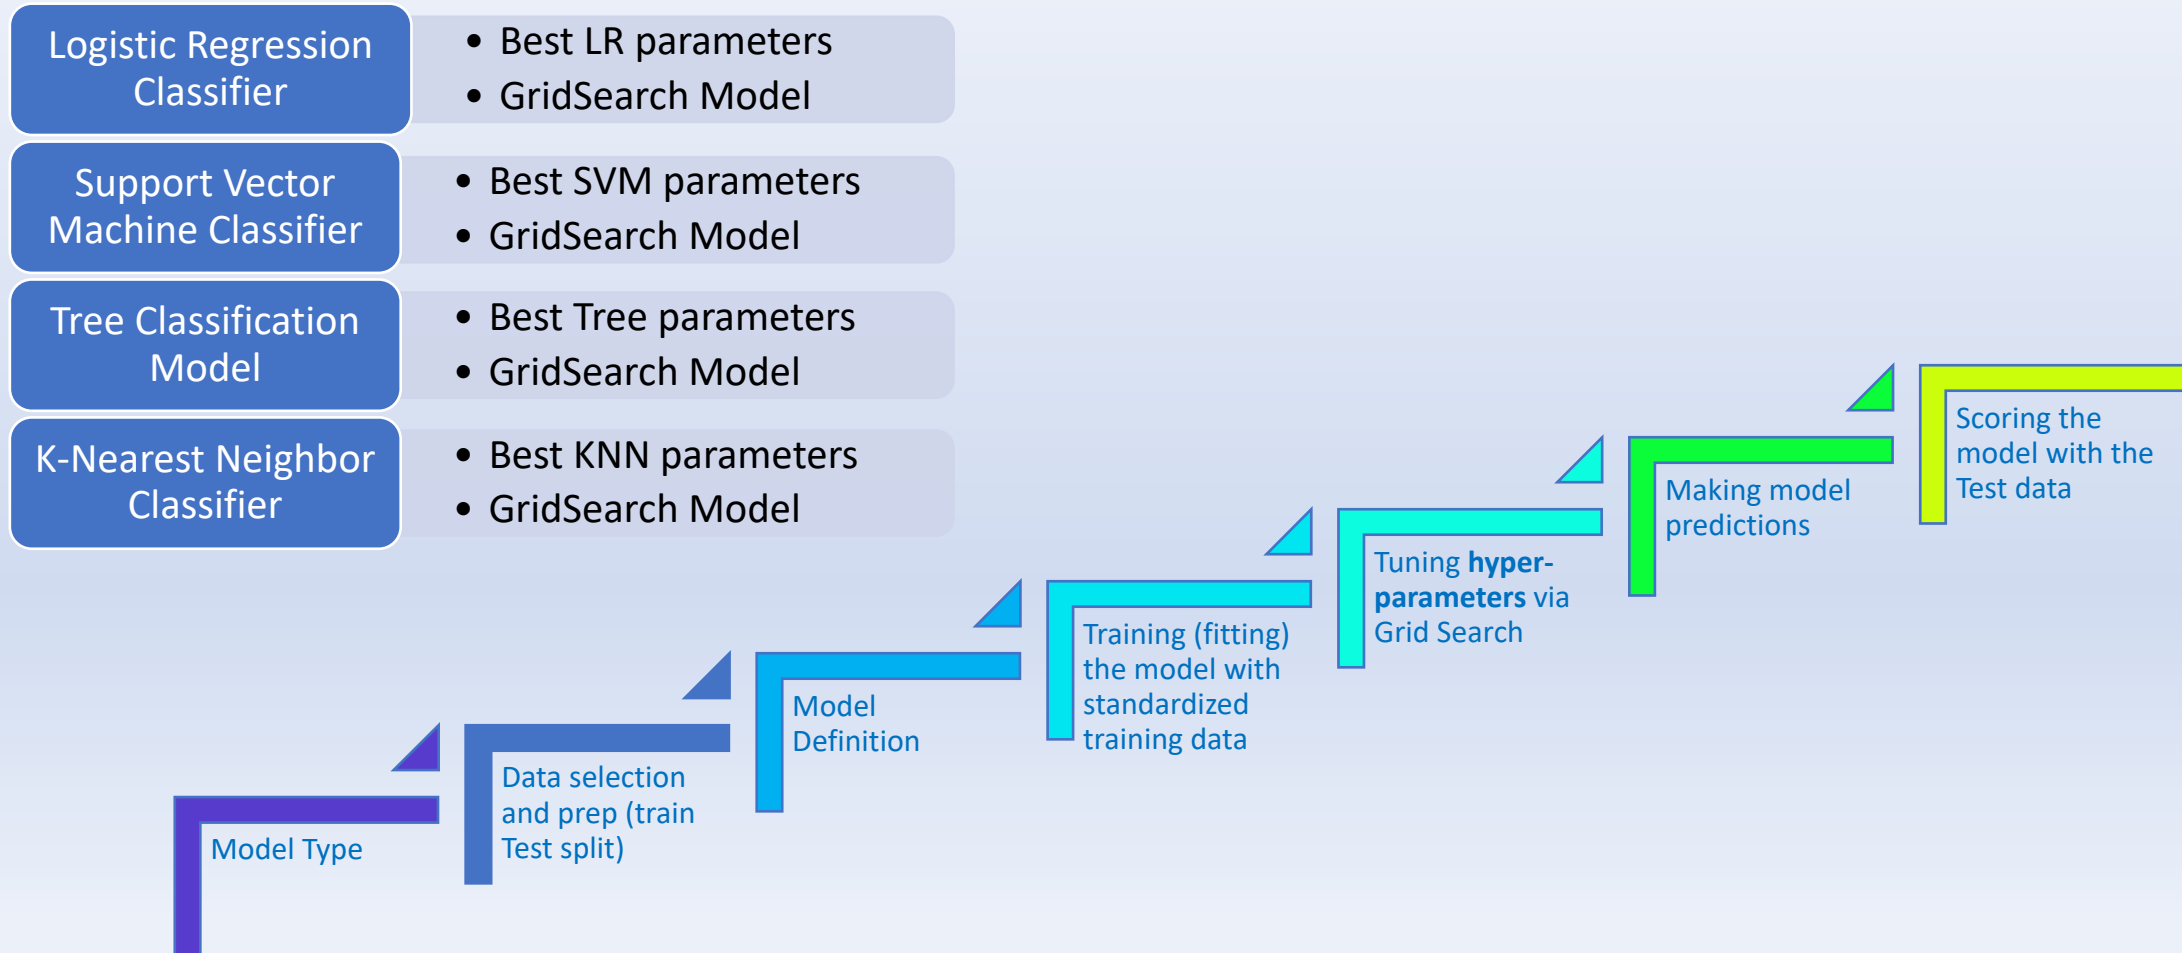 Logistic Regression
Classifier
• Best LR parameters
• GridSearch Model
Support Vector
Machine Classifier
• Best SVM parameters
• GridSearch Model
Tree Classification
Model
• Best Tree parameters
• GridSearch Model
K-Nearest Neighbor
Classifier
• Best KNN parameters
• GridSearch Model
Model Type
Data selection
and prep (train
Test split)
Model
Definition
Training (fitting)
the model with
standardized
training data
Tuning hyper-
parameters via
Grid Search
Making model
predictions
Scoring the
model with the
Test data